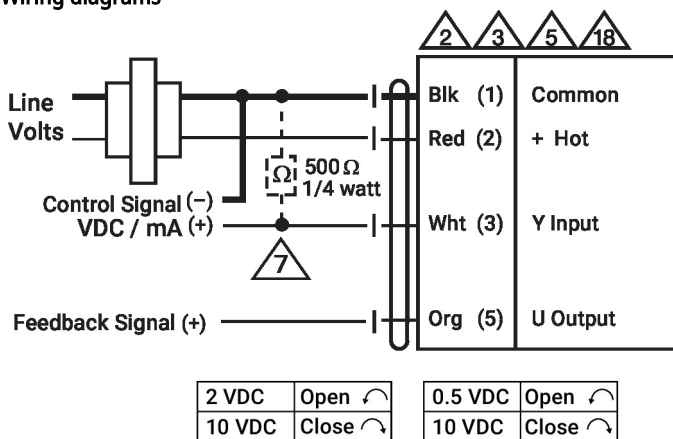 Wiring diagrams
2 3 5 18
Line
Volts
Blk (1) Common
Red (2) + Hot
Ω 500 Ω
1/4 watt
Control Signal (−)
VDC / mA (+)
Wht (3) Y Input
7
Feedback Signal (+)
Org (5) U Output
2 VDC Open
10 VDC Close
0.5 VDC Open
10 VDC Close